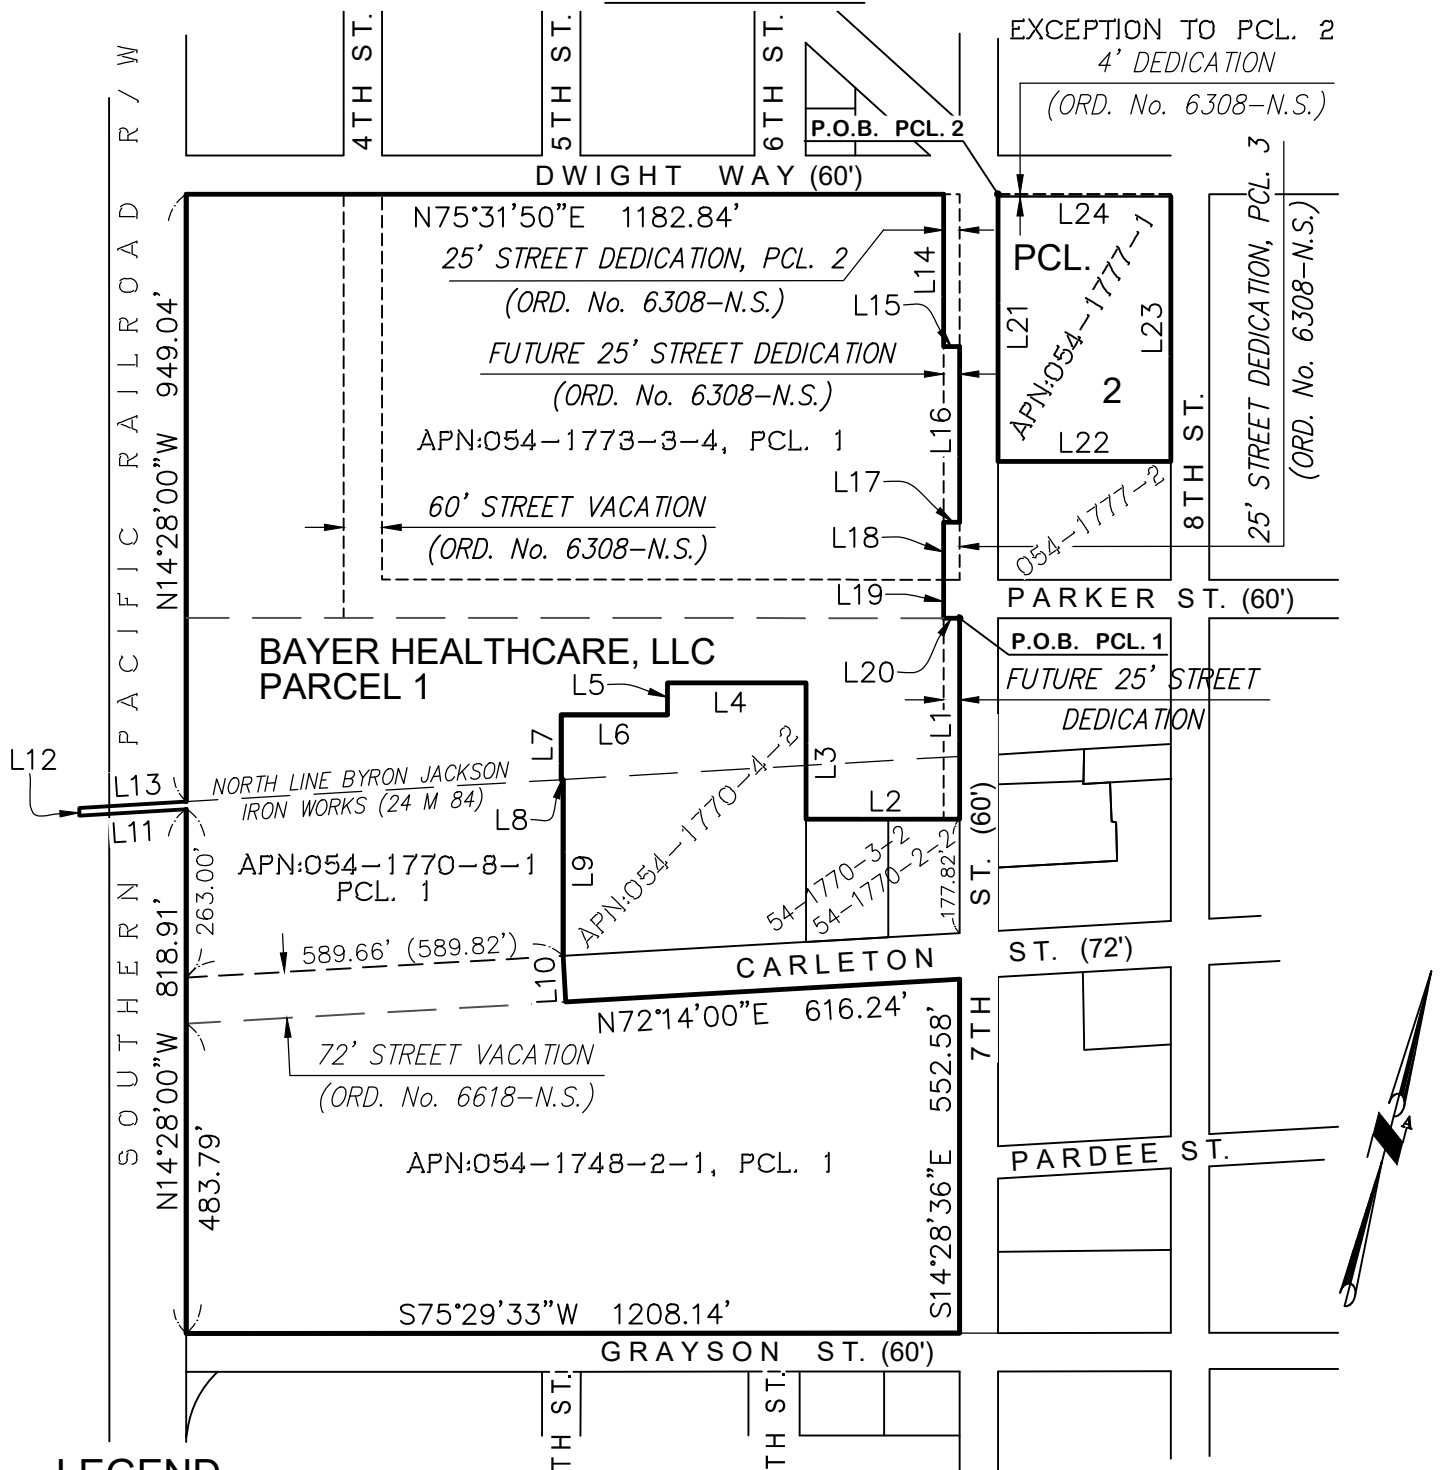 EXCEPTION TO PCL. 2
4' DEDICATION
(ORD. No. 6308-N.S.)
4TH ST.
5TH ST.
6TH ST.
P.O.B. PCL. 2
DWIGHT WAY (60')
N75°31'50"E 1182.84'
25' STREET DEDICATION, PCL. 2
(ORD. No. 6308-N.S.)
L14
L15
FUTURE 25' STREET DEDICATION
(ORD. No. 6308-N.S.)
L16
APN:054-1773-3-4, PCL. 1
L17
60' STREET VACATION
(ORD. No. 6308-N.S.)
L18
L19
L24
PCL.
2
APN:054-1777-1
L21
L23
L22
054-1777-2
8TH ST.
25' STREET DEDICATION, PCL. 3
(ORD. No. 6308-N.S.)
PARKER ST. (60')
P.O.B. PCL. 1
L20
FUTURE 25' STREET
DEDICATION
SOUTHERN PACIFIC RAILROAD R/W
N14°28'00"W 949.04'
BAYER HEALTHCARE, LLC
PARCEL 1
L5
L4
L6
L7
L3
L1
L2
L12
L13
L11
NORTH LINE BYRON JACKSON
IRON WORKS (24 M 84)
L8
L9
APN:054-1770-4-2
54-1770-3-2
54-1770-2-2
177.82'
APN:054-1770-8-1
PCL. 1
263.00'
N14°28'00"W 818.91'
589.66' (589.82')
L10
CARLETON ST. (72')
7TH ST. (60')
N72°14'00"E 616.24'
72' STREET VACATION
(ORD. No. 6618-N.S.)
483.79'
APN:054-1748-2-1, PCL. 1
S14°28'36"E 552.58'
PARDEE ST.
S75°29'33"W 1208.14'
GRAYSON ST. (60')
TH ST.
TH ST.
LEGEND